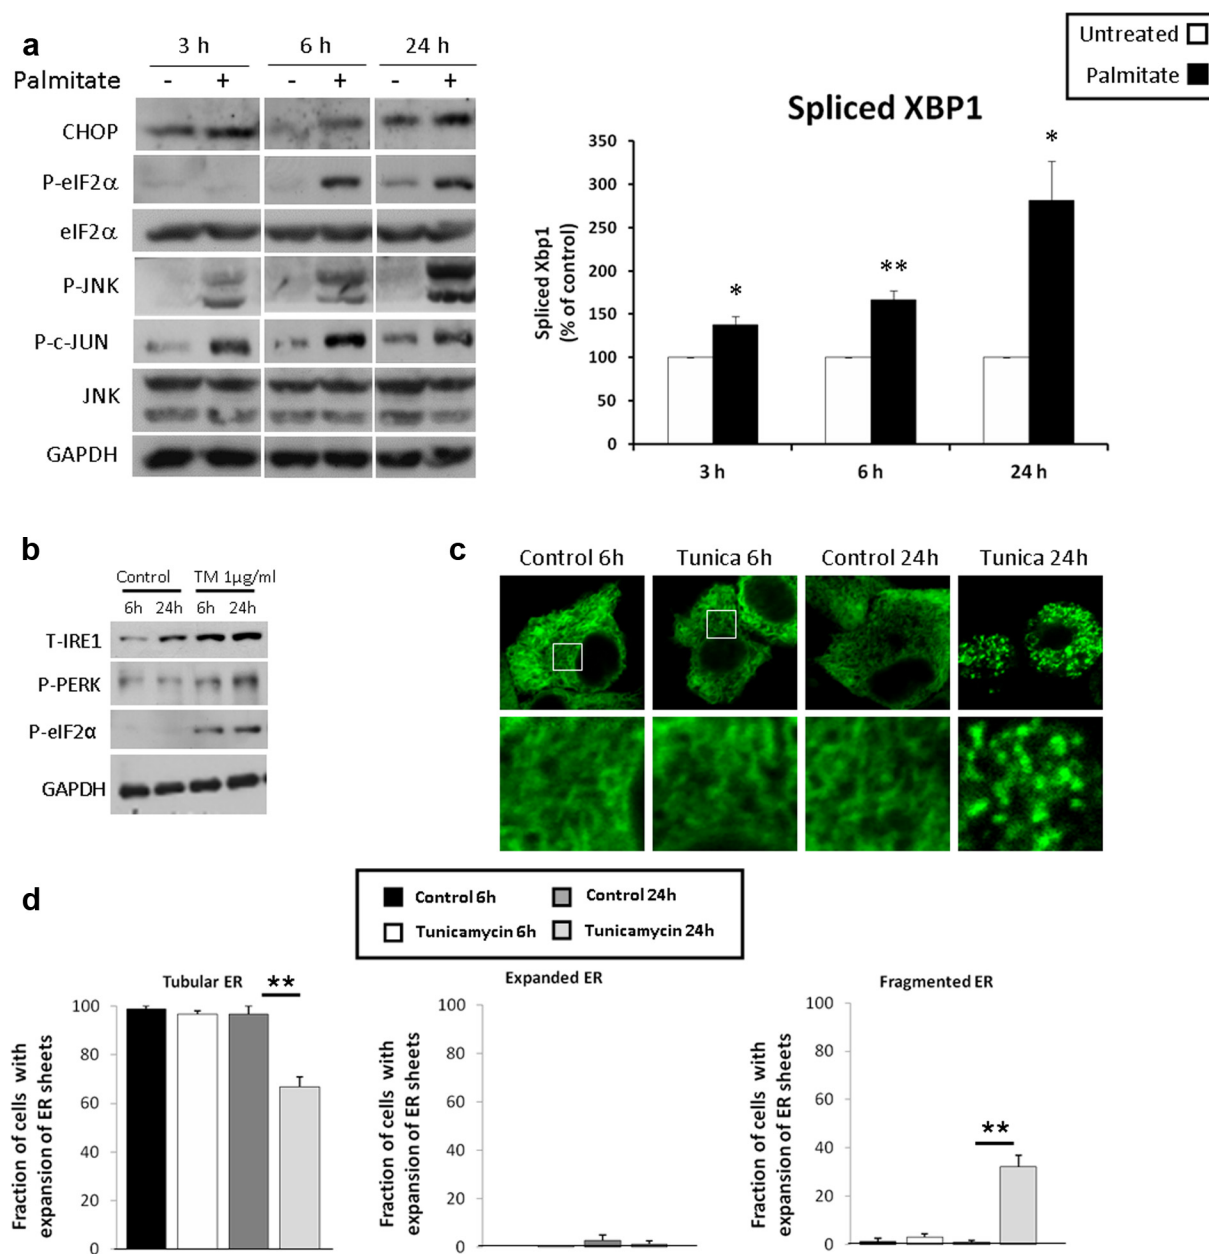 a
3 h 6 h 24 h
Palmitate - + - + - +
CHOP
P-eIF2α
eIF2α
P-JNK
P-c-JUN
JNK
GAPDH
Untreated
Palmitate
Spliced XBP1
Spliced Xbp1
(% of control)
350
300
250
200
150
100
50
0
*
**
*
3 h 6 h 24 h
b
Control TM 1µg/ml
6h 24h 6h 24h
T-IRE1
P-PERK
P-eIF2α
GAPDH
c
Control 6h Tunica 6h Control 24h Tunica 24h
d
Control 6h Control 24h
Tunicamycin 6h Tunicamycin 24h
Tubular ER
Fraction of cells with
expansion of ER sheets
100
80
60
40
20
0
**
Expanded ER
Fraction of cells with
expansion of ER sheets
100
80
60
40
20
0
Fragmented ER
Fraction of cells with
expansion of ER sheets
100
80
60
40
20
0
**